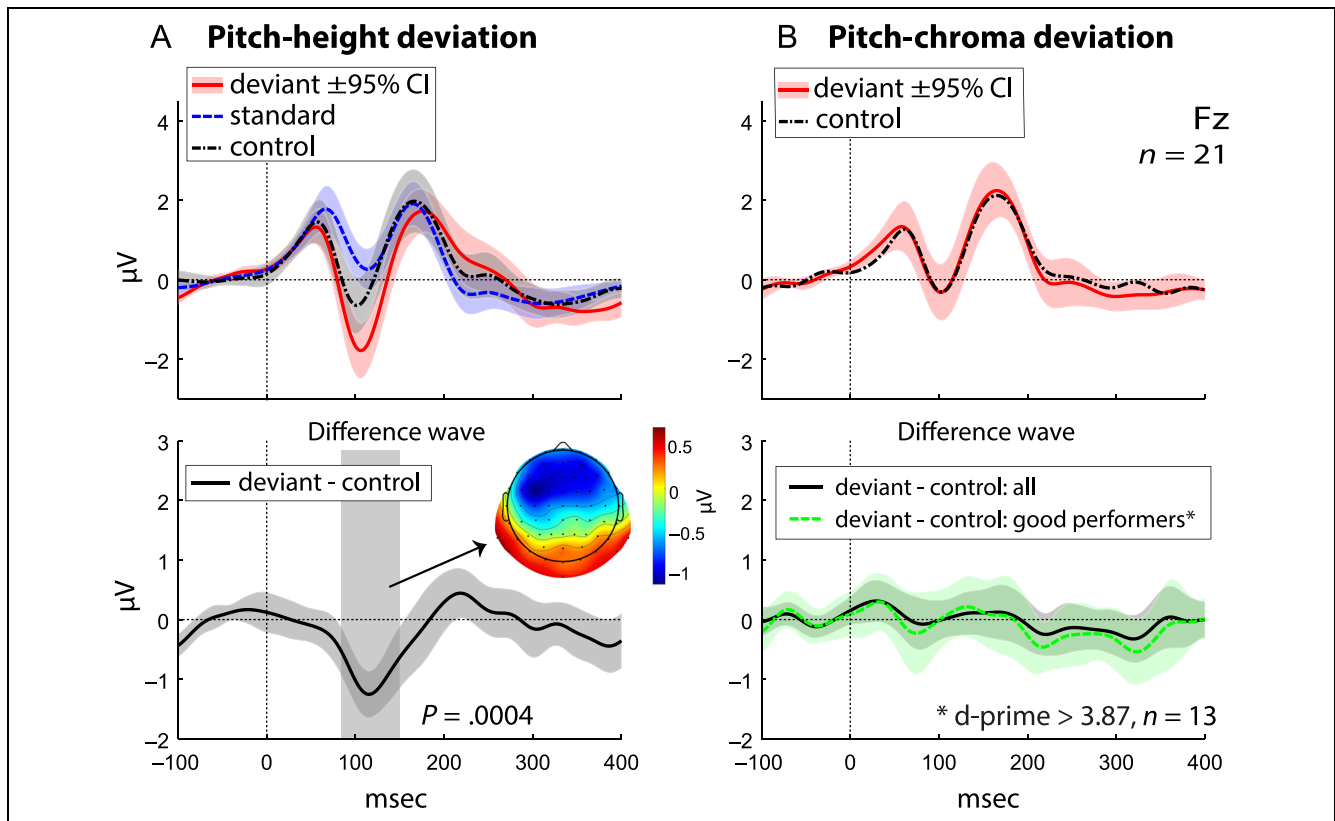 A Pitch-height deviation
deviant ±95% CI
standard
control
4
2
0
−2
μV
Difference wave
deviant - control
0.5
0
−0.5
−1
μV
3
2
1
0
−1
−2
μV
P = .0004
−100 0 100 200 300 400
msec
B Pitch-chroma deviation
deviant ±95% CI
control
Fz
n = 21
4
2
0
−2
Difference wave
deviant - control: all
deviant - control: good performers*
3
2
1
0
−1
−2
* d-prime > 3.87, n = 13
−100 0 100 200 300 400
msec